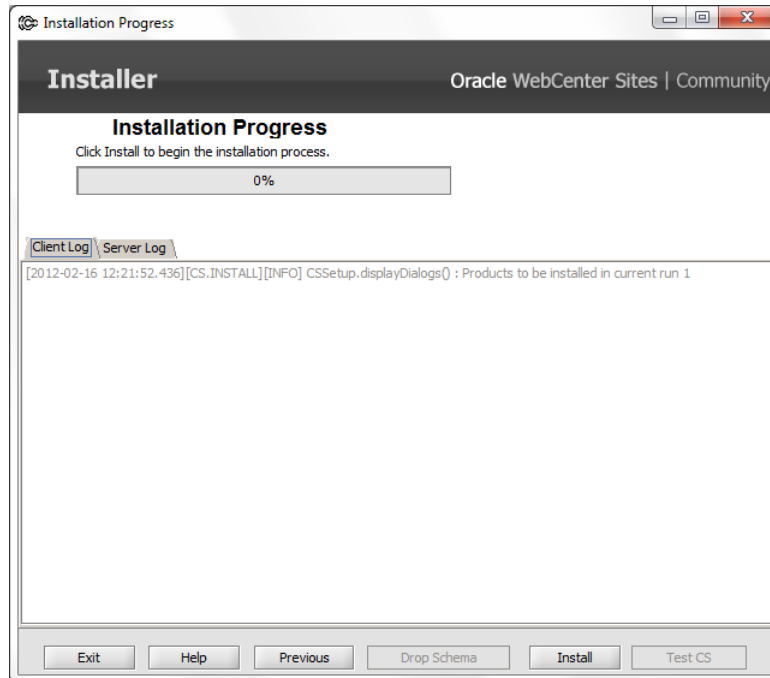 Installation Progress
Installer
Oracle WebCenter Sites | Community
Installation Progress
Click Install to begin the installation process.
0%
Client Log Server Log
[2012-02-16 12:21:52.436][CS.INSTALL][INFO] CSSetup.displayDialogs() : Products to be installed in current run 1
Exit Help Previous Drop Schema Install Test CS